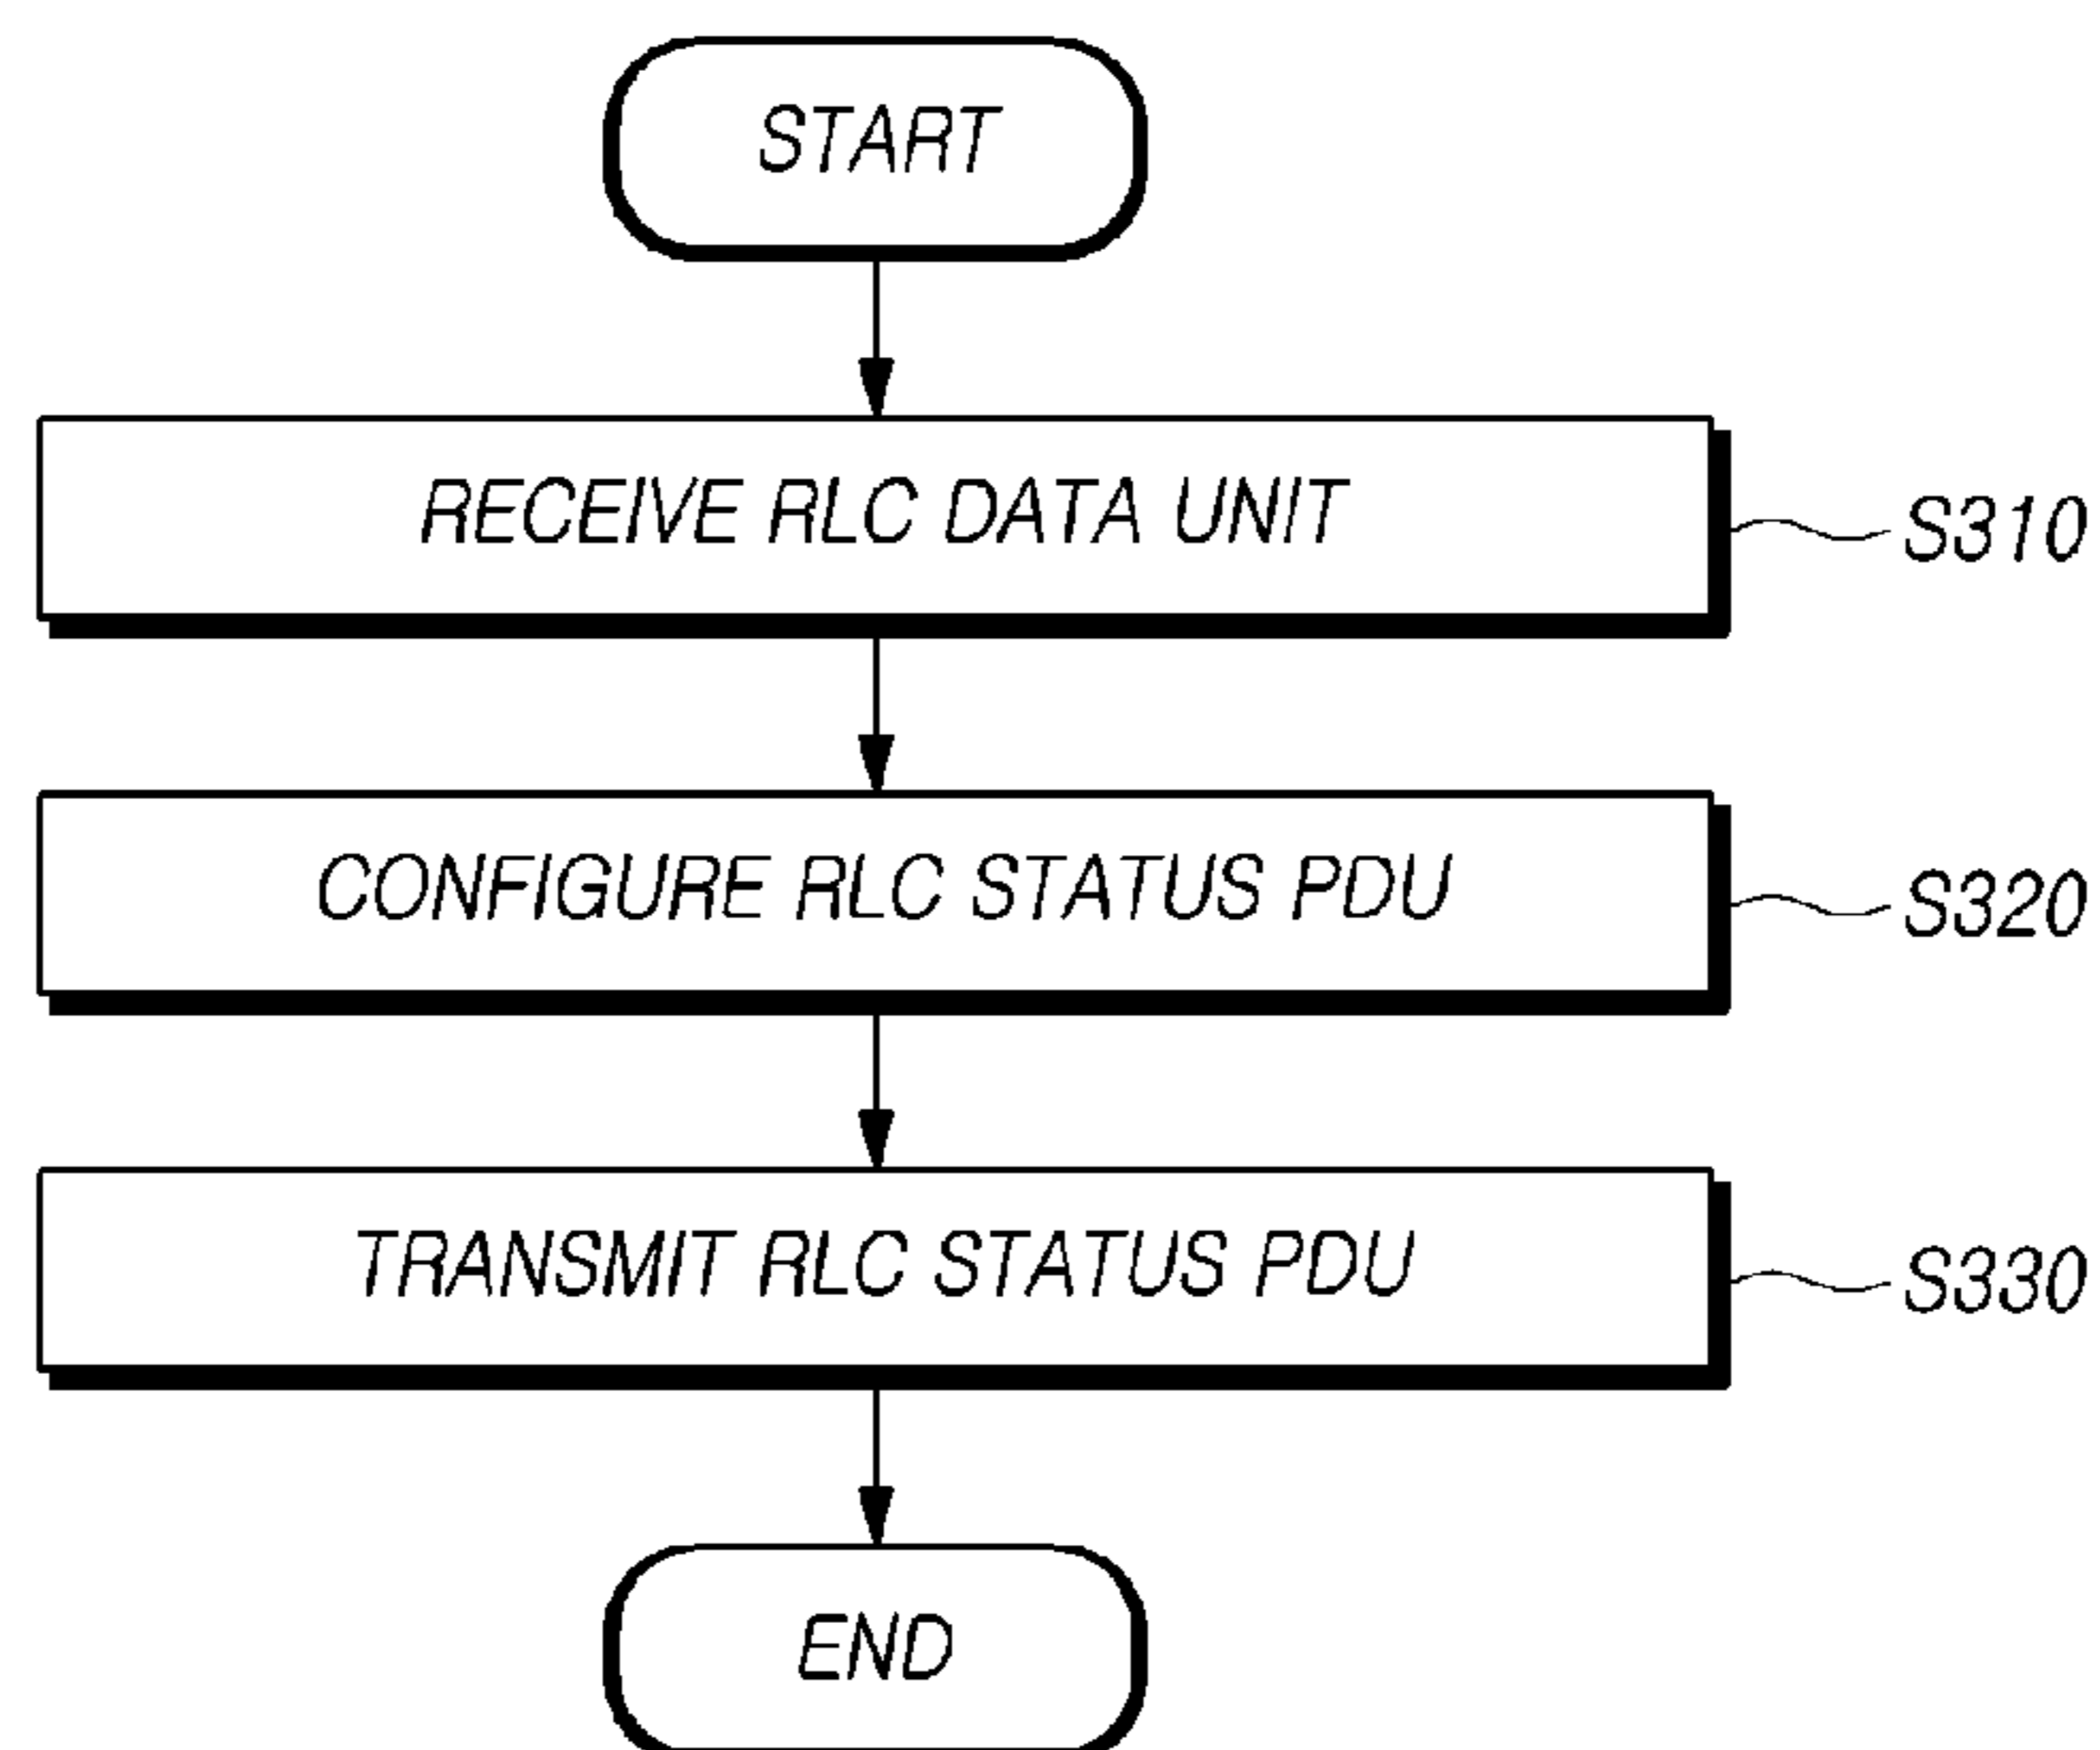 START
RECEIVE RLC DATA UNIT
S310
CONFIGURE RLC STATUS PDU
S320
TRANSMIT RLC STATUS PDU
S330
END